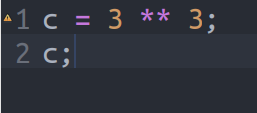 1 c = 3 ** 3;
2 c;